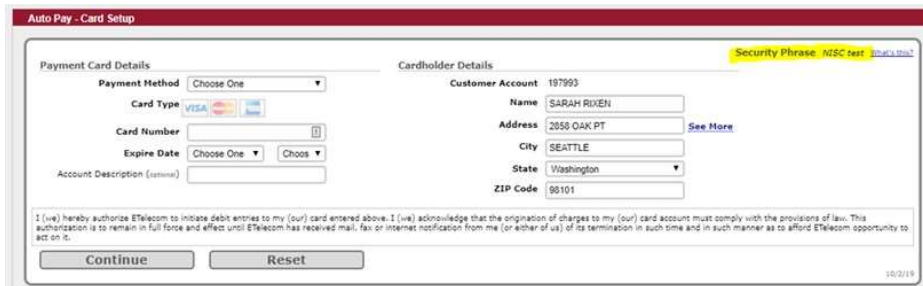 Auto Pay - Card Setup
Security Phrase NISC test What's this?
Payment Card Details
Payment Method Choose One
Card Type VISA
Card Number
Expire Date Choose One Choos
Account Description (optional)
Cardholder Details
Customer Account 197993
Name SARAH RIXEN
Address 2858 OAK PT See More
City SEATTLE
State Washington
ZIP Code 98101
I (we) hereby authorize ETelecom to initiate debit entries to my (our) card entered above. I (we) acknowledge that the origination of charges to my (our) card account must comply with the provisions of law. This
authorization is to remain in full force and effect until ETelecom has received mail, fax or internet notification from me (or either of us) of its termination in such time and in such manner as to afford ETelecom opportunity to
act on it.
Continue Reset
10/2/19